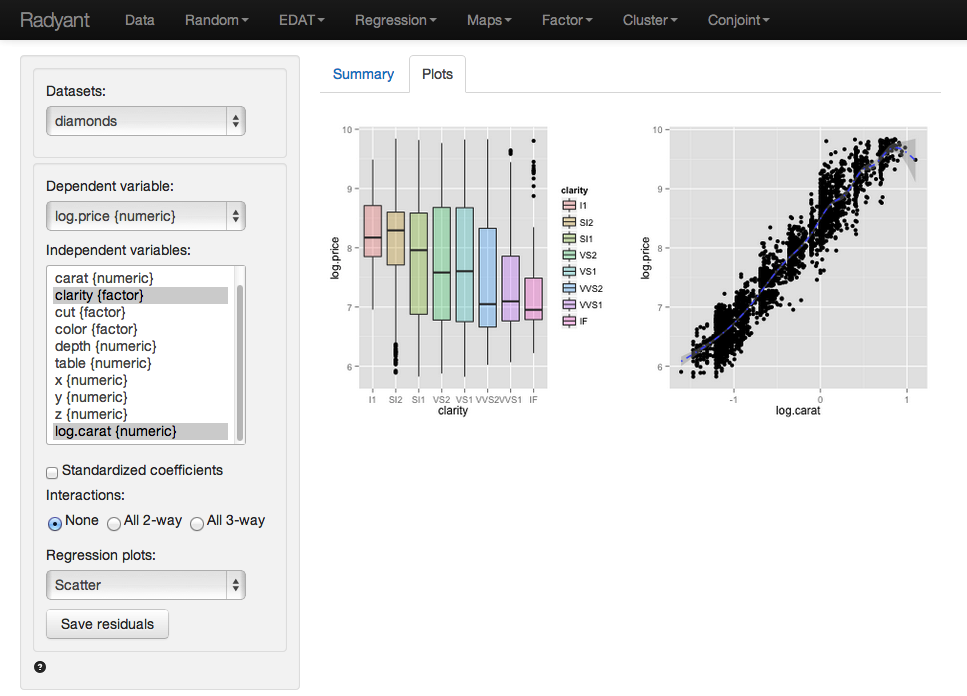 Radyant Data Random EDAT Regression Maps Factor Cluster Conjoint
Datasets:
diamonds
Dependent variable:
log.price {numeric}
Independent variables:
carat {numeric}
clarity {factor}
cut {factor}
color {factor}
depth {numeric}
table {numeric}
x {numeric}
y {numeric}
z {numeric}
log.carat {numeric}
Standardized coefficients
Interactions:
None All 2-way All 3-way
Regression plots:
Scatter
Save residuals
?
Summary Plots
10
9
8
7
6
log.price
I1 SI2 SI1 VS2 VS1 VVS2 VVS1 IF
clarity
clarity
I1
SI2
SI1
VS2
VS1
VVS2
VVS1
IF
10
9
8
7
6
log.price
-1 0 1
log.carat